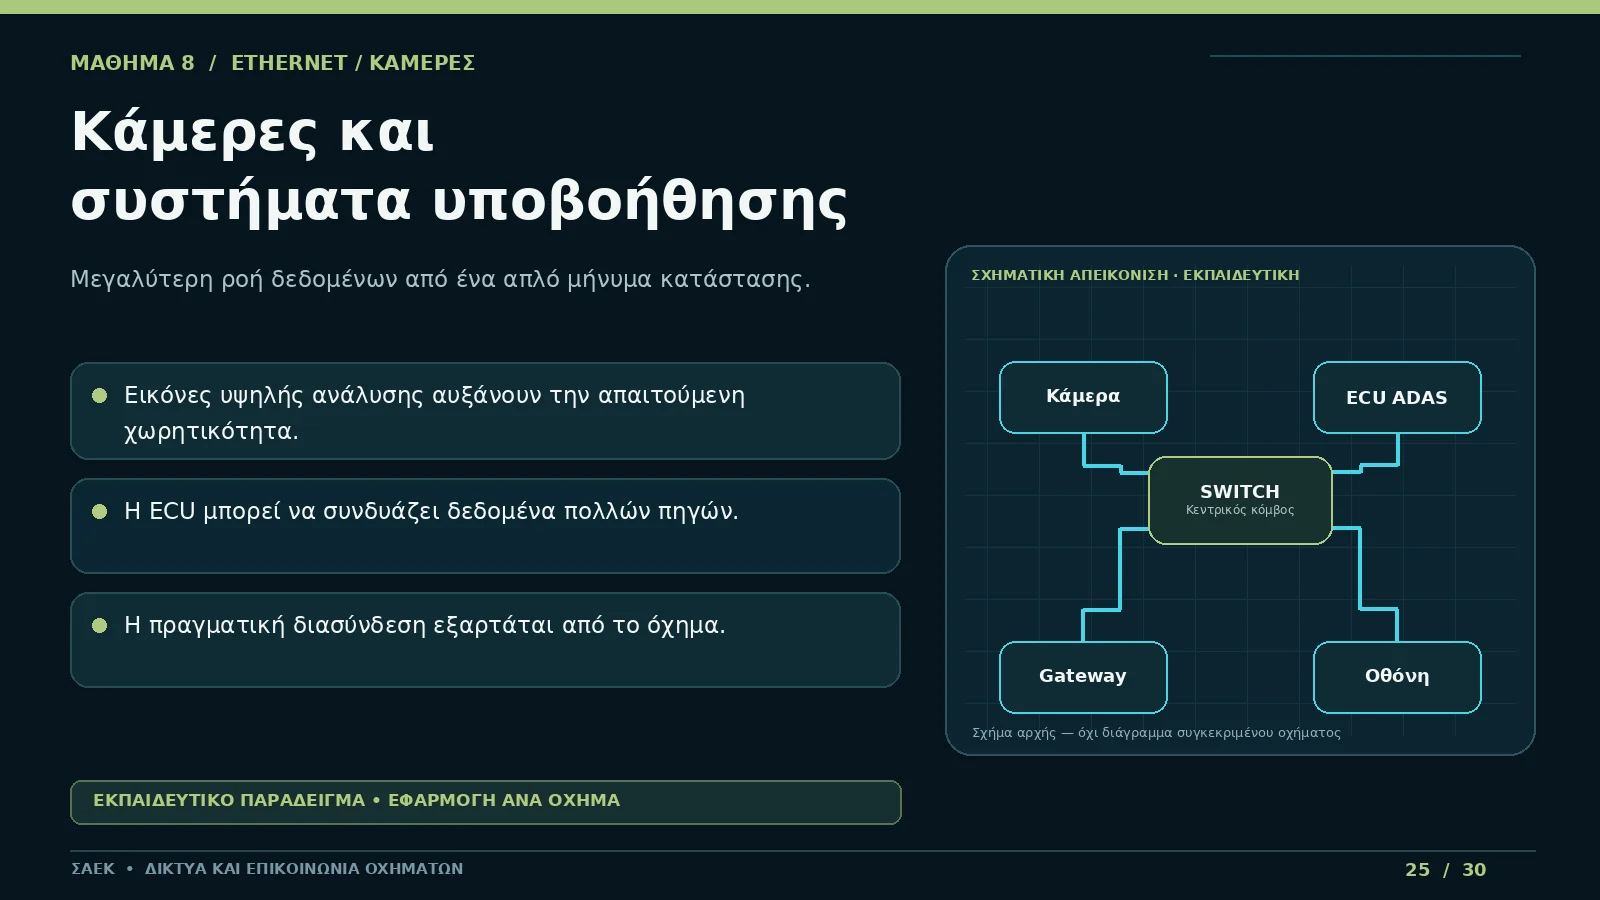 ΜΑΘΗΜΑ 8 / ETHERNET / ΚΑΜΕΡΕΣ
Κάμερες και
συστήματα υποβοήθησης
Μεγαλύτερη ροή δεδομένων από ένα απλό μήνυμα κατάστασης.
Εικόνες υψηλής ανάλυσης αυξάνουν την απαιτούμενη
χωρητικότητα.
Η ECU μπορεί να συνδυάζει δεδομένα πολλών πηγών.
Η πραγματική διασύνδεση εξαρτάται από το όχημα.
ΕΚΠΑΙΔΕΥΤΙΚΟ ΠΑΡΑΔΕΙΓΜΑ • ΕΦΑΡΜΟΓΗ ΑΝΑ ΟΧΗΜΑ
ΣΧΗΜΑΤΙΚΗ ΑΠΕΙΚΟΝΙΣΗ · ΕΚΠΑΙΔΕΥΤΙΚΗ
Κάμερα
ECU ADAS
SWITCH
Κεντρικός κόμβος
Gateway
Οθόνη
Σχήμα αρχής — όχι διάγραμμα συγκεκριμένου οχήματος
ΣΑΕΚ • ΔΙΚΤΥΑ ΚΑΙ ΕΠΙΚΟΙΝΩΝΙΑ ΟΧΗΜΑΤΩΝ
25 / 30